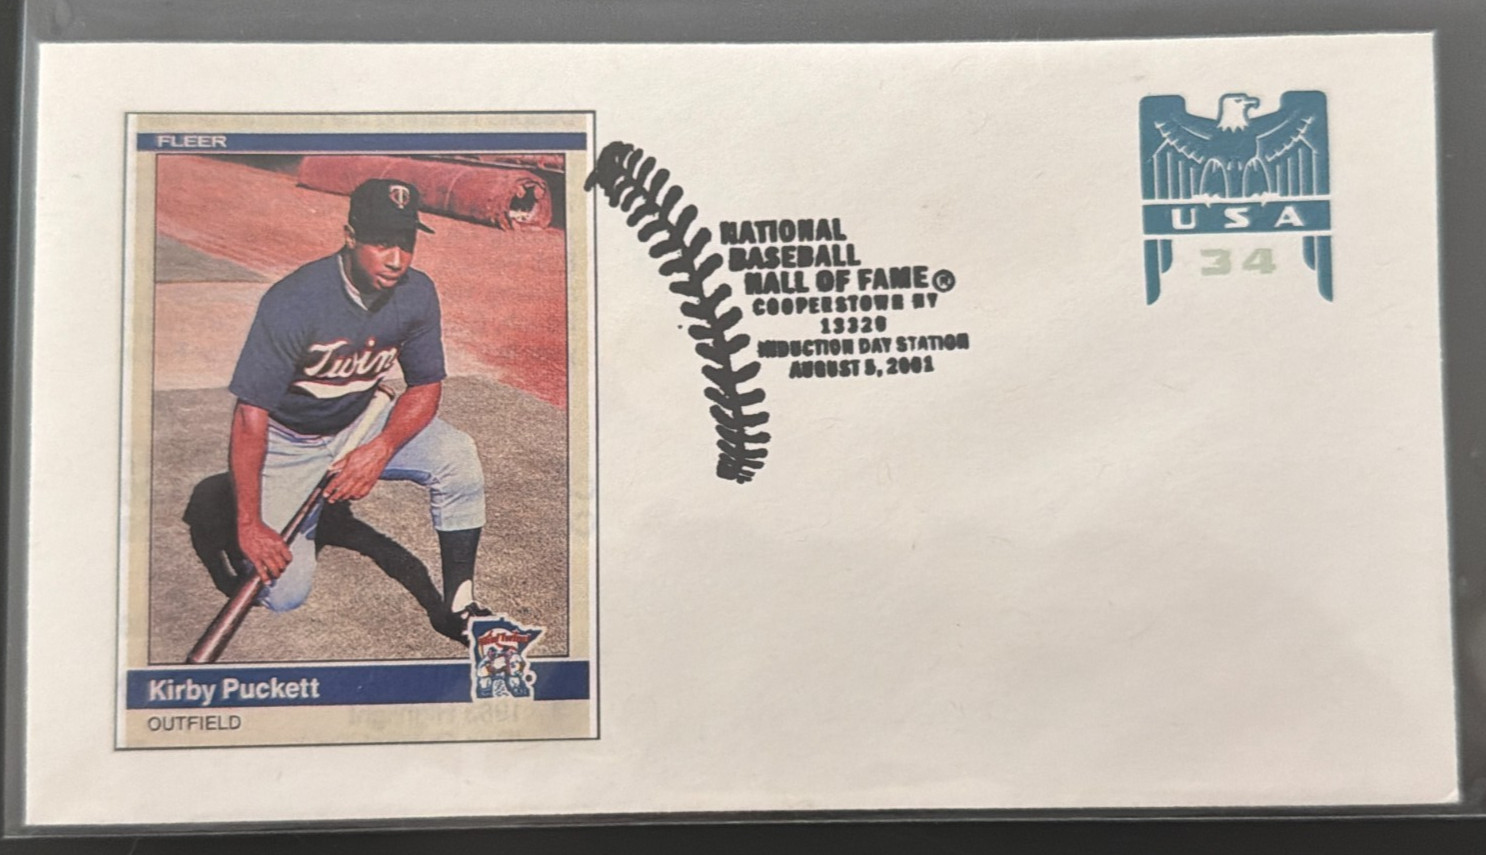 FLEER
Twins
Kirby Puckett
OUTFIELD
NATIONAL
BASEBALL
HALL OF FAME®
COOPERSTOWN NY
13326
INDUCTION DAY STATION
AUGUST 5, 2001
USA
34